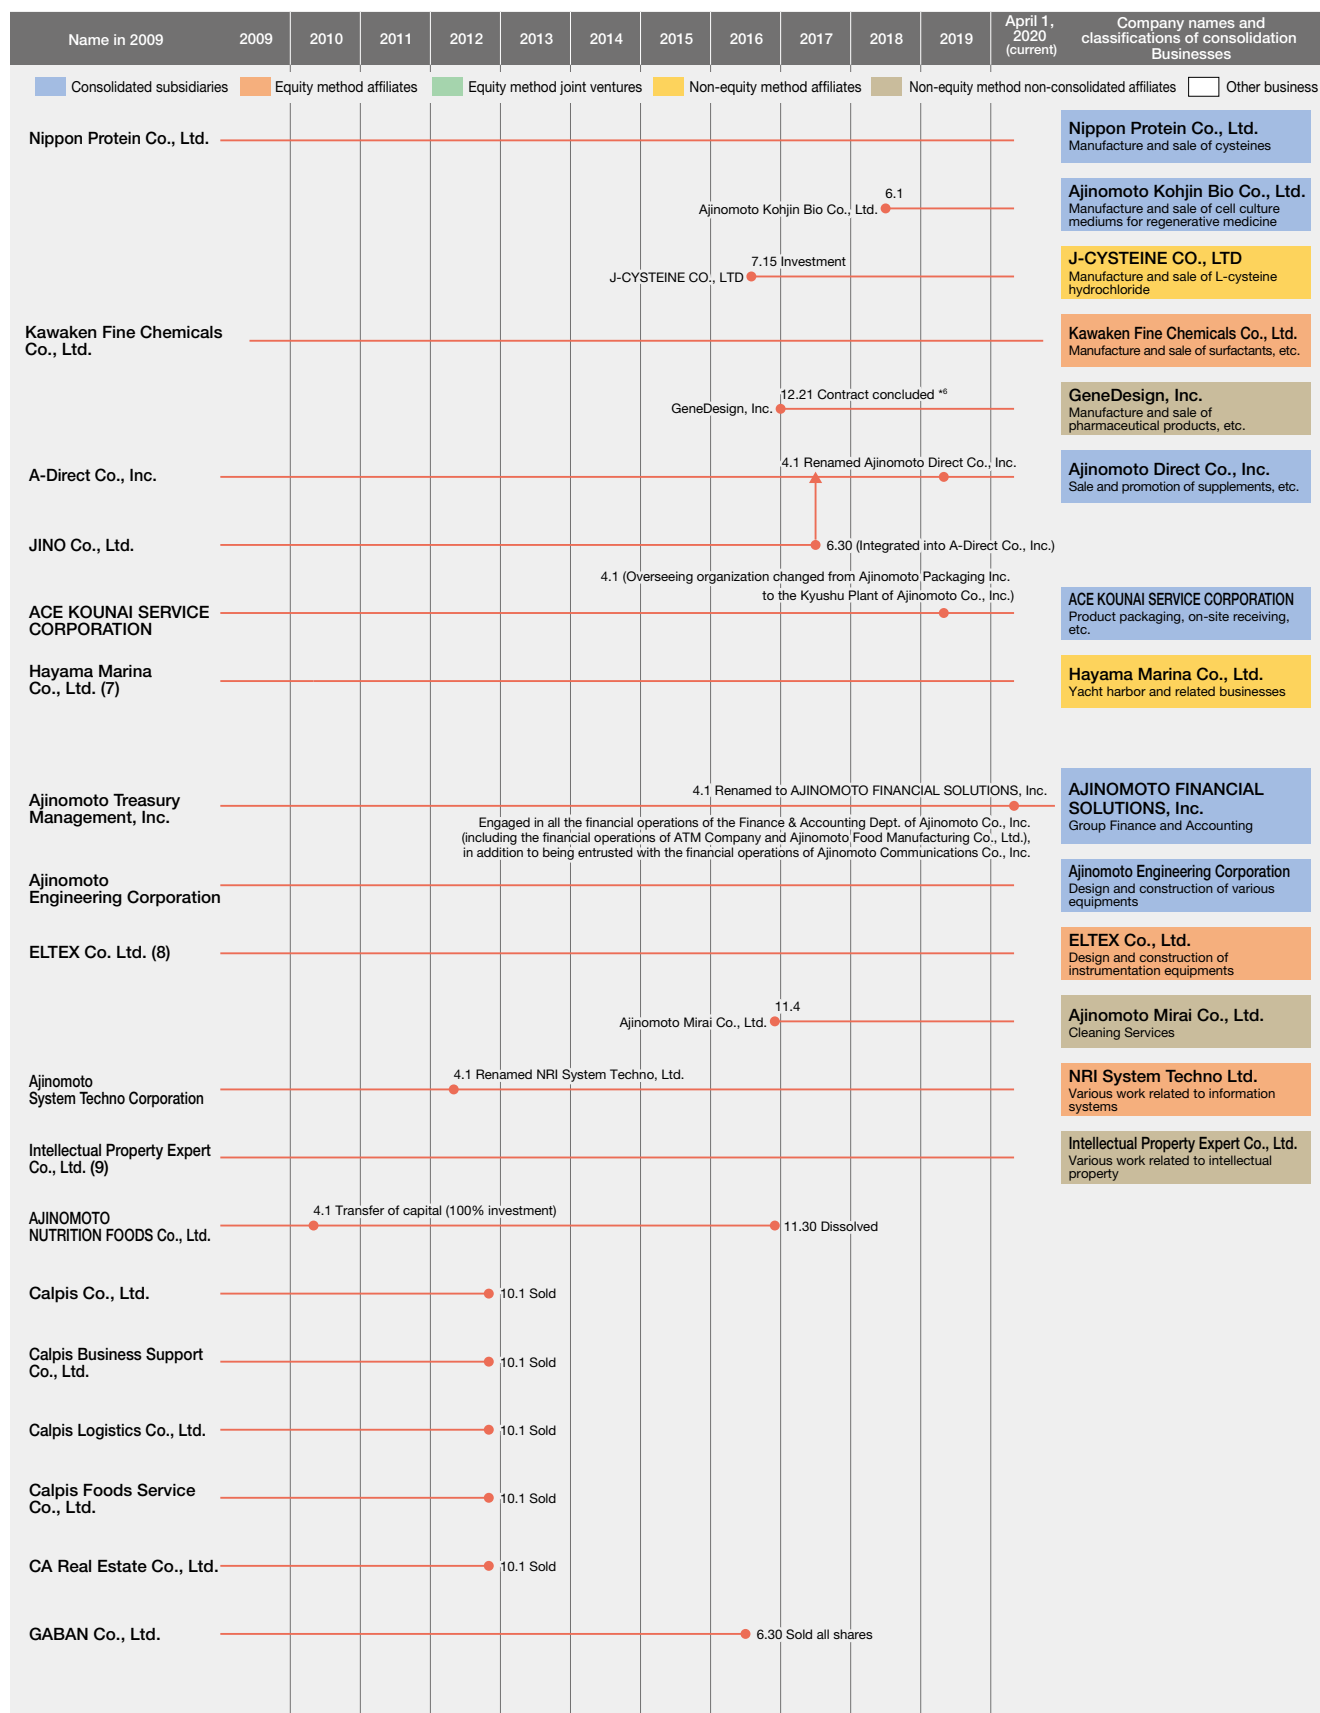 Name in 2009
2009
2010
2011
2012
2013
2014
2015
2016
2017
2018
2019
April 1,
2020
(current)
Company names and
classifications of consolidation
Businesses
Consolidated subsidiaries
Equity method affiliates
Equity method joint ventures
Non-equity method affiliates
Non-equity method non-consolidated affiliates
Other business
Nippon Protein Co., Ltd.
Nippon Protein Co., Ltd.
Manufacture and sale of cysteines
6.1
Ajinomoto Kohjin Bio Co., Ltd.
Ajinomoto Kohjin Bio Co., Ltd.
Manufacture and sale of cell culture
mediums for regenerative medicine
7.15 Investment
J-CYSTEINE CO., LTD
J-CYSTEINE CO., LTD
Manufacture and sale of L-cysteine
hydrochloride
Kawaken Fine Chemicals
Co., Ltd.
Kawaken Fine Chemicals Co., Ltd.
Manufacture and sale of surfactants, etc.
12.21 Contract concluded *6
GeneDesign, Inc.
GeneDesign, Inc.
Manufacture and sale of
pharmaceutical products, etc.
A-Direct Co., Inc.
4.1 Renamed Ajinomoto Direct Co., Inc.
Ajinomoto Direct Co., Inc.
Sale and promotion of supplements, etc.
JINO Co., Ltd.
6.30 (Integrated into A-Direct Co., Inc.)
4.1 (Overseeing organization changed from Ajinomoto Packaging Inc.
to the Kyushu Plant of Ajinomoto Co., Inc.)
ACE KOUNAI SERVICE
CORPORATION
ACE KOUNAI SERVICE CORPORATION
Product packaging, on-site receiving,
etc.
Hayama Marina
Co., Ltd. (7)
Hayama Marina Co., Ltd.
Yacht harbor and related businesses
Ajinomoto Treasury
Management, Inc.
4.1 Renamed to AJINOMOTO FINANCIAL SOLUTIONS, Inc.
Engaged in all the financial operations of the Finance & Accounting Dept. of Ajinomoto Co., Inc.
(including the financial operations of ATM Company and Ajinomoto Food Manufacturing Co., Ltd.),
in addition to being entrusted with the financial operations of Ajinomoto Communications Co., Inc.
AJINOMOTO FINANCIAL
SOLUTIONS, Inc.
Group Finance and Accounting
Ajinomoto
Engineering Corporation
Ajinomoto Engineering Corporation
Design and construction of various
equipments
ELTEX Co. Ltd. (8)
ELTEX Co., Ltd.
Design and construction of
instrumentation equipments
11.4
Ajinomoto Mirai Co., Ltd.
Ajinomoto Mirai Co., Ltd.
Cleaning Services
Ajinomoto
System Techno Corporation
4.1 Renamed NRI System Techno, Ltd.
NRI System Techno Ltd.
Various work related to information
systems
Intellectual Property Expert
Co., Ltd. (9)
Intellectual Property Expert Co., Ltd.
Various work related to intellectual
property
AJINOMOTO
NUTRITION FOODS Co., Ltd.
4.1 Transfer of capital (100% investment)
11.30 Dissolved
Calpis Co., Ltd.
10.1 Sold
Calpis Business Support
Co., Ltd.
10.1 Sold
Calpis Logistics Co., Ltd.
10.1 Sold
Calpis Foods Service
Co., Ltd.
10.1 Sold
CA Real Estate Co., Ltd.
10.1 Sold
GABAN Co., Ltd.
6.30 Sold all shares